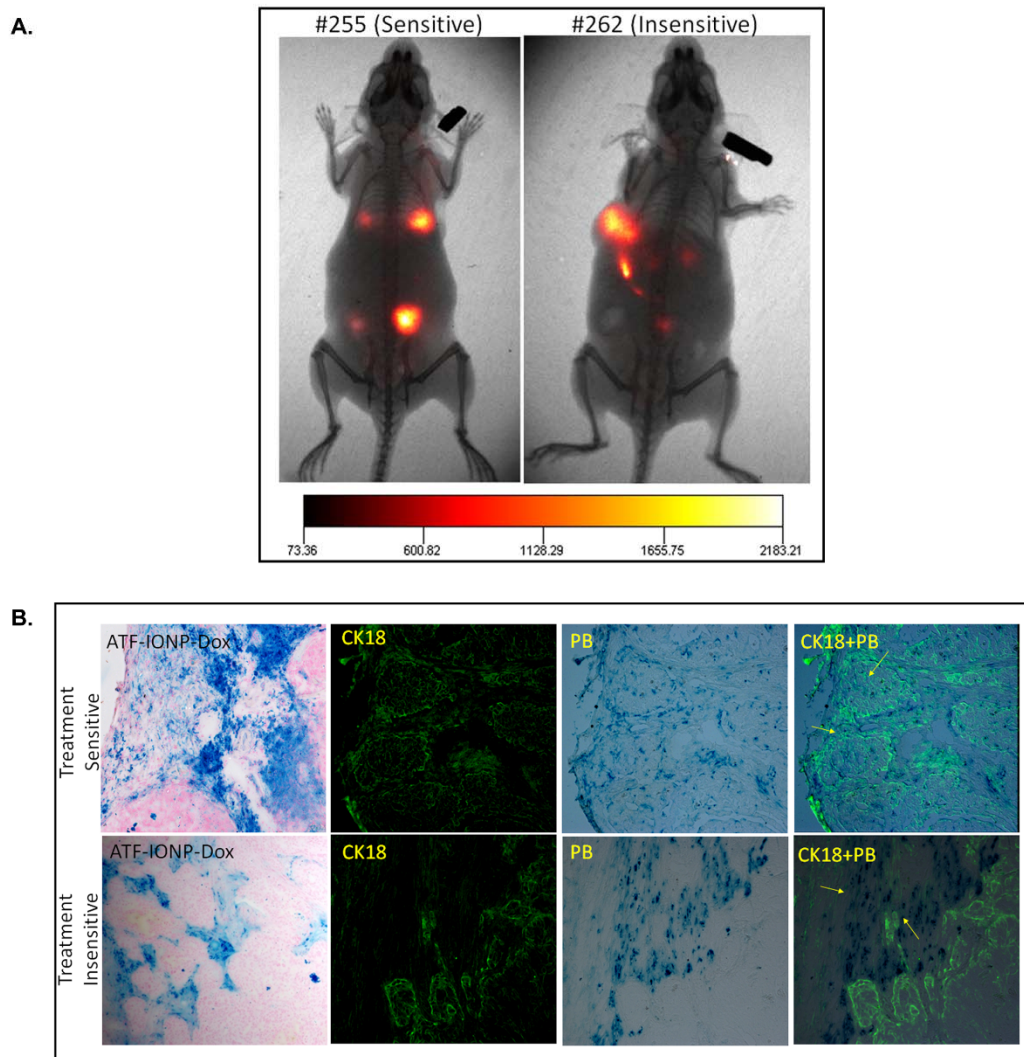 A.
#255 (Sensitive)
#262 (Insensitive)
73.36
600.82
1128.29
1655.75
2183.21
B.
Treatment
Sensitive
ATF-IONP-Dox
CK18
PB
CK18+PB
Treatment
Insensitive
ATF-IONP-Dox
CK18
PB
CK18+PB